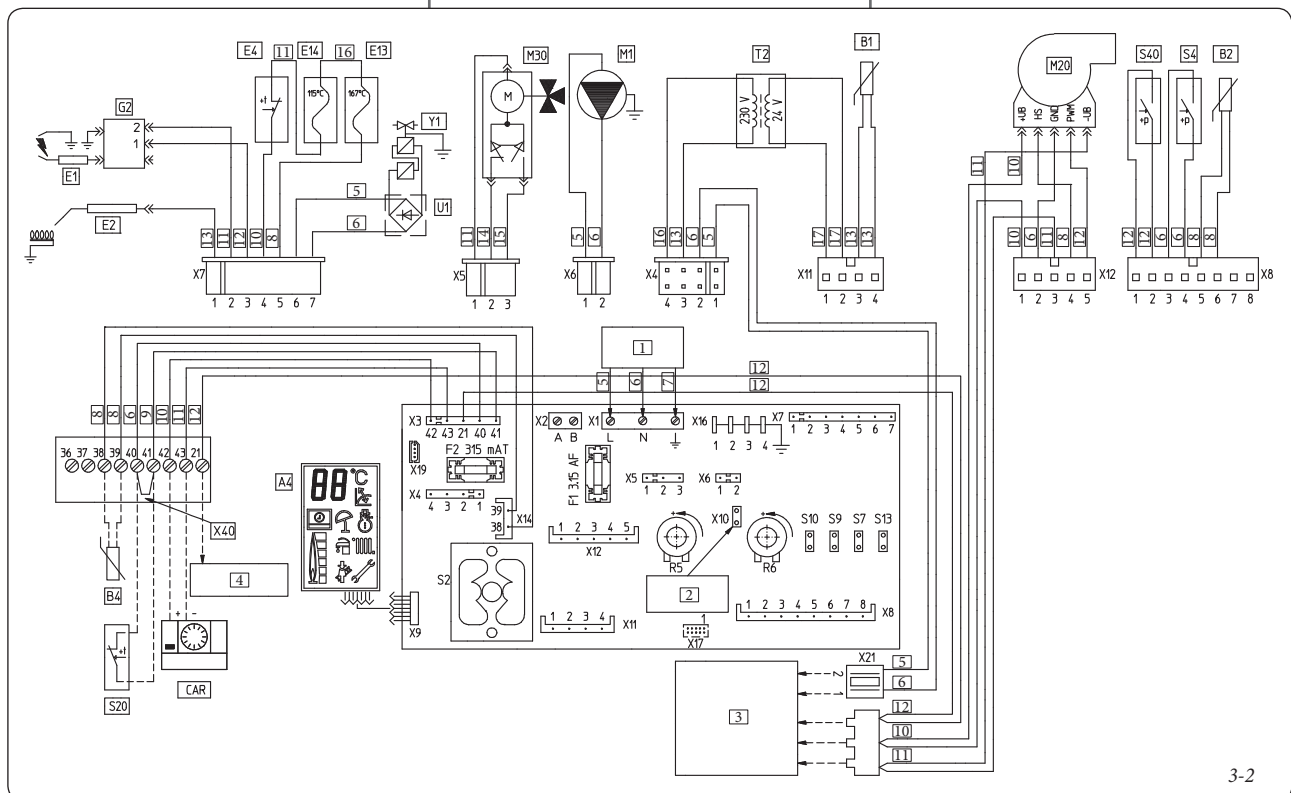 E4 11 E14 16 E13
M30
M1
T2
B1
M20
S40 S4 B2
+t 115°C 167°C
M
230 V 24 V
+p +p
G2
2
1
E1
E2
Y1
U1
5
6
+UB HS GND PWM -UB
11 10
13 11 12 10 8
11 14 15
5 6
16 13 6 5
17 17 13 13
10 6 11 8 12
12 12 6 6 8 8
X7 X5 X6 X4 X11 X12 X8
1 2 3 4 5 6 7
1 2 3
1 2
4 3 2 1
1 2 3 4
1 2 3 4 5
1 2 3 4 5 6 7 8
1
5 6 7
12
12
8 8 6 9 10 11 12
36 37 38 39 40 41 42 43 21
X40
B4
4
S20
+t
+ -
CAR
A4
88 °C
X9
X3
42 43 21 40 41
X2
A B
X1
L N
X16
1 2 3 4
X7
1 2 3 4 5 6 7
X19
F2 315 mAT
F1 3.15 AF
X4
4 3 2 1
X14
39
38
X5
1 2 3
X6
1 2
X12
1 2 3 4 5
X10
+
R5
+
R6
S10 S9 S7 S13
S2
2
1
X17
X11
1 2 3 4
X8
1 2 3 4 5 6 7 8
3
X21
2
1
5
6
12
10
11
3-2